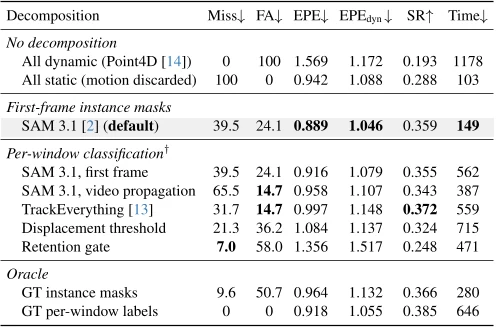 Decomposition Miss↓ FA↓ EPE↓ EPEdyn↓ SR↑ Time↓
No decomposition
All dynamic (Point4D [14]) 0 100 1.569 1.172 0.193 1178
All static (motion discarded) 100 0 0.942 1.088 0.288 103
First-frame instance masks
SAM 3.1 [2] (default) 39.5 24.1 0.889 1.046 0.359 149
Per-window classification†
SAM 3.1, first frame 39.5 24.1 0.916 1.079 0.355 562
SAM 3.1, video propagation 65.5 14.7 0.958 1.107 0.343 387
TrackEverything [13] 31.7 14.7 0.997 1.148 0.372 559
Displacement threshold 21.3 36.2 1.084 1.137 0.324 715
Retention gate 7.0 58.0 1.356 1.517 0.248 471
Oracle
GT instance masks 9.6 50.7 0.964 1.132 0.366 280
GT per-window labels 0 0 0.918 1.055 0.385 646